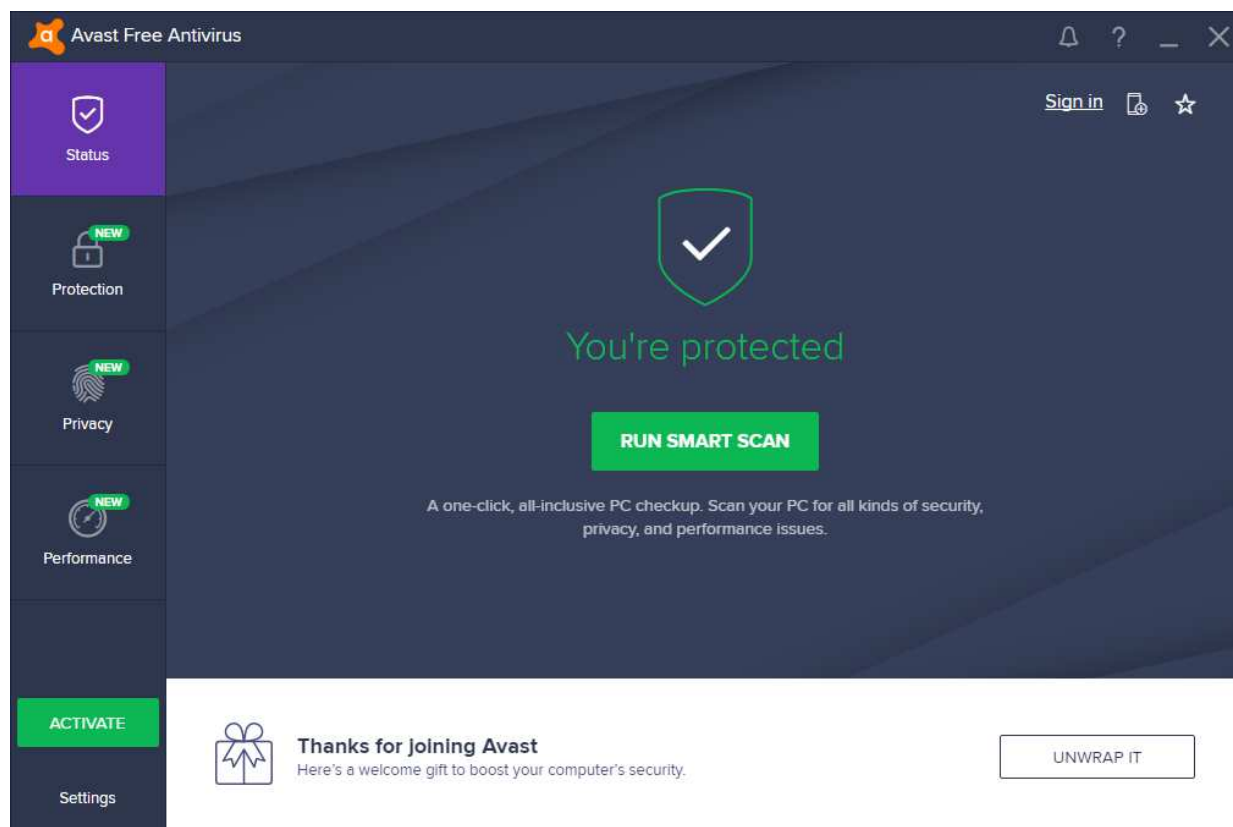 Avast Free Antivirus
?
Sign in
Status
NEW
Protection
NEW
Privacy
NEW
Performance
You're protected
RUN SMART SCAN
A one-click, all-inclusive PC checkup. Scan your PC for all kinds of security,
privacy, and performance issues.
ACTIVATE
Settings
Thanks for joining Avast
Here's a welcome gift to boost your computer's security.
UNWRAP IT